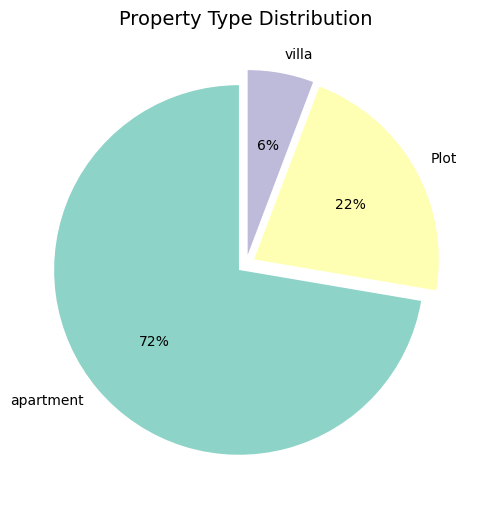 Property Type Distribution
villa
6%
Plot
22%
72%
apartment